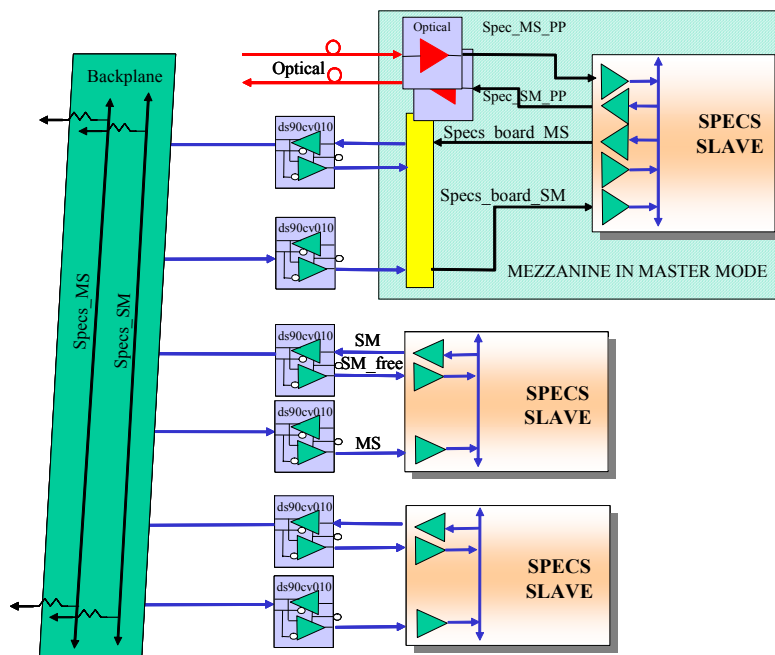 Optical
Spec_MS_PP
Backplane
Optical
Spec_SM_PP
ds90cv010
Specs_board_MS
SPECS
SLAVE
Specs_board_SM
ds90cv010
MEZZANINE IN MASTER MODE
Specs_MS
Specs_SM
ds90cv010
SM
SM_free
SPECS
SLAVE
ds90cv010
MS
ds90cv010
SPECS
SLAVE
ds90cv010